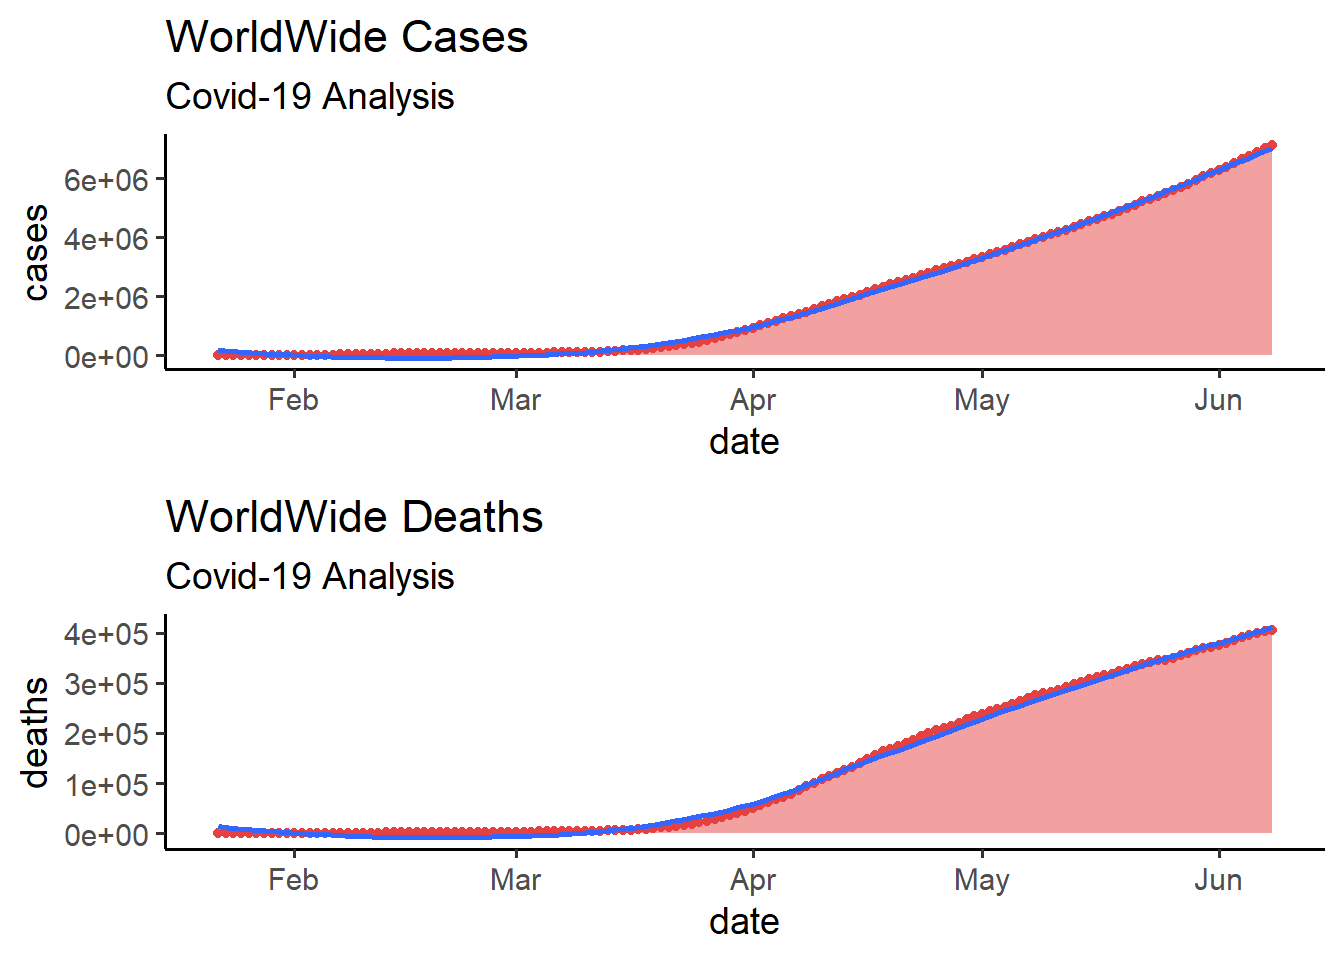 WorldWide Cases
Covid-19 Analysis
cases
6e+06
4e+06
2e+06
0e+00
Feb Mar Apr May Jun
date
WorldWide Deaths
Covid-19 Analysis
deaths
4e+05
3e+05
2e+05
1e+05
0e+00
Feb Mar Apr May Jun
date